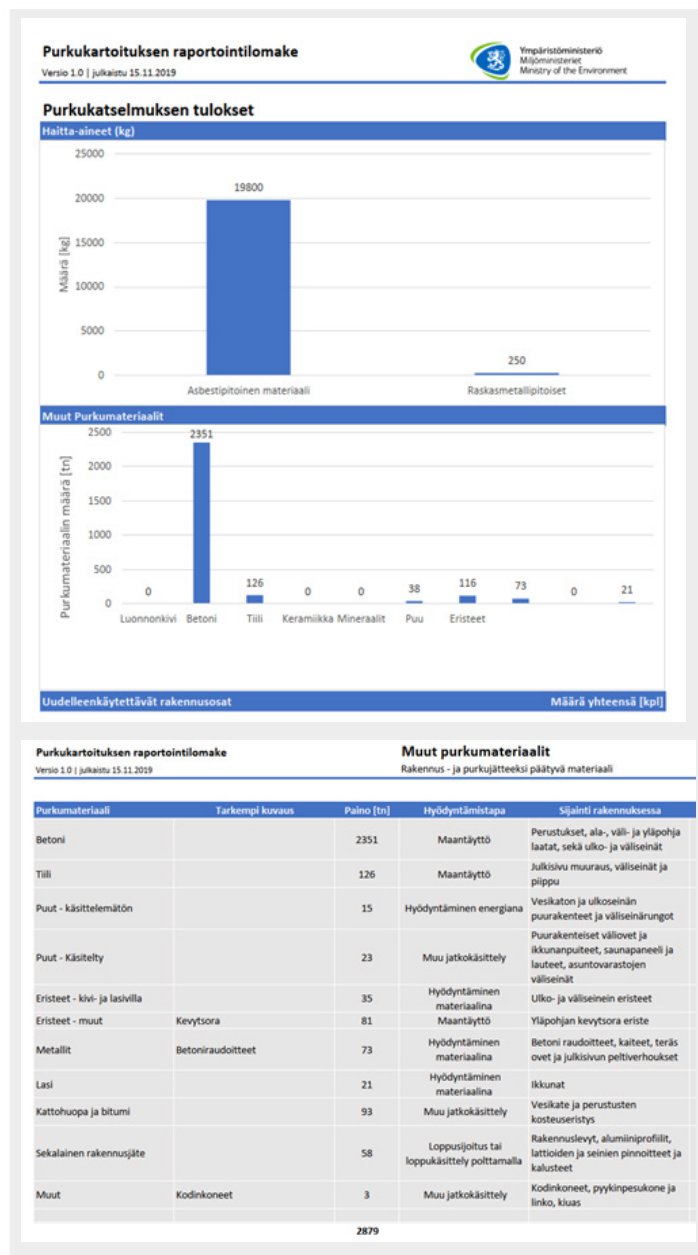 Purkukartoituksen raportointilomake
Versio 1.0 | julkaistu 15.11.2019
Ympäristöministeriö
Miljöministeriet
Ministry of the Environment
Purkukatselmuksen tulokset
Haitta-aineet (kg)
Määrä [kg]
25000
20000
15000
10000
5000
0
19800
250
Asbestipitoinen materiaali Raskasmetallipitoiset
Muut Purkumateriaalit
Purkumateriaalin määrä [tn]
2500
2000
1500
1000
500
0
0 2351 126 0 0 38 116 73 0 21
Luonnonkivi Betoni Tiili Keramiikka Mineraalit Puu Eristeet
Uudelleenkäytettävät rakennusosat Määrä yhteensä [kpl]
Purkukartoituksen raportointilomake
Versio 1.0 | julkaistu 15.11.2019
Muut purkumateriaalit
Rakennus - ja purkujätteeksi päätyvä materiaali
Purkumateriaali Tarkempi kuvaus Paino [tn] Hyödyntämistapa Sijainti rakennuksessa
Betoni 2351 Maantäyttö Perustukset, ala-, väli- ja yläpohja
laatat, sekä ulko- ja väliseinät
Tiili 126 Maantäyttö Julkisivu muuraus, väliseinät ja
piippu
Puut - käsittelemätön 15 Hyödyntäminen energiana Vesikaton ja ulkoseinän
puurakenteet ja väliseinärungot
Puut - Käsitelty 23 Muu jatkokäsittely Puurakenteiset väliovet ja
ikkunanpuiteet, saunapaneeli ja
lauteet, asuntovarastojen
väliseinät
Eristeet - kivi- ja lasivilla 35 Hyödyntäminen
materiaalina Ulko- ja väliseinein eristeet
Eristeet - muut Kevytsora 81 Maantäyttö Yläpohjan kevytsora eriste
Metallit Betoniraudoitteet 73 Hyödyntäminen
materiaalina Betoni raudoitteet, kaiteet, teräs
ovet ja julkisivun peltiverhoukset
Lasi 21 Hyödyntäminen
materiaalina Ikkunat
Kattohuopa ja bitumi 93 Muu jatkokäsittely Vesikate ja perustusten
kosteuseristys
Sekalainen rakennusjäte 58 Loppusijoitus tai
loppukäsittely polttamalla Rakennuslevyt, alumiiniprofiilit,
lattioiden ja seinien pinnoitteet ja
kalusteet
Muut Kodinkoneet 3 Muu jatkokäsittely Kodinkoneet, pyykinpesukone ja
linko, kiuas
2879